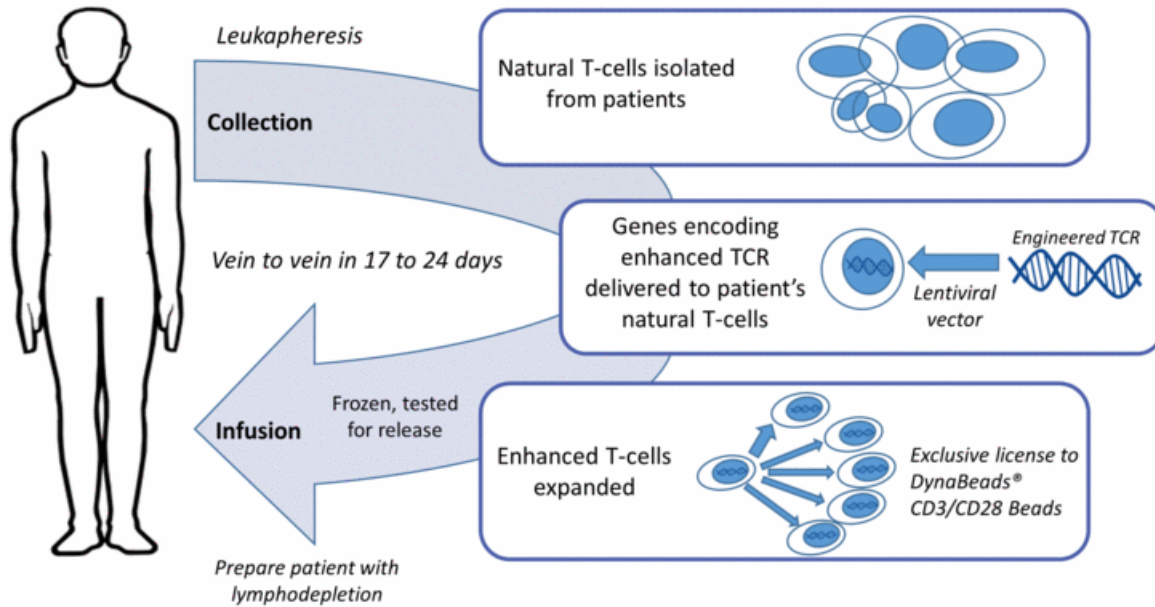 Leukapheresis
Collection
Natural T-cells isolated
from patients
Vein to vein in 17 to 24 days
Genes encoding
enhanced TCR
delivered to patient's
natural T-cells
Engineered TCR
Lentiviral
vector
Infusion
Frozen, tested
for release
Enhanced T-cells
expanded
Exclusive license to
DynaBeads®
CD3/CD28 Beads
Prepare patient with
lymphodepletion